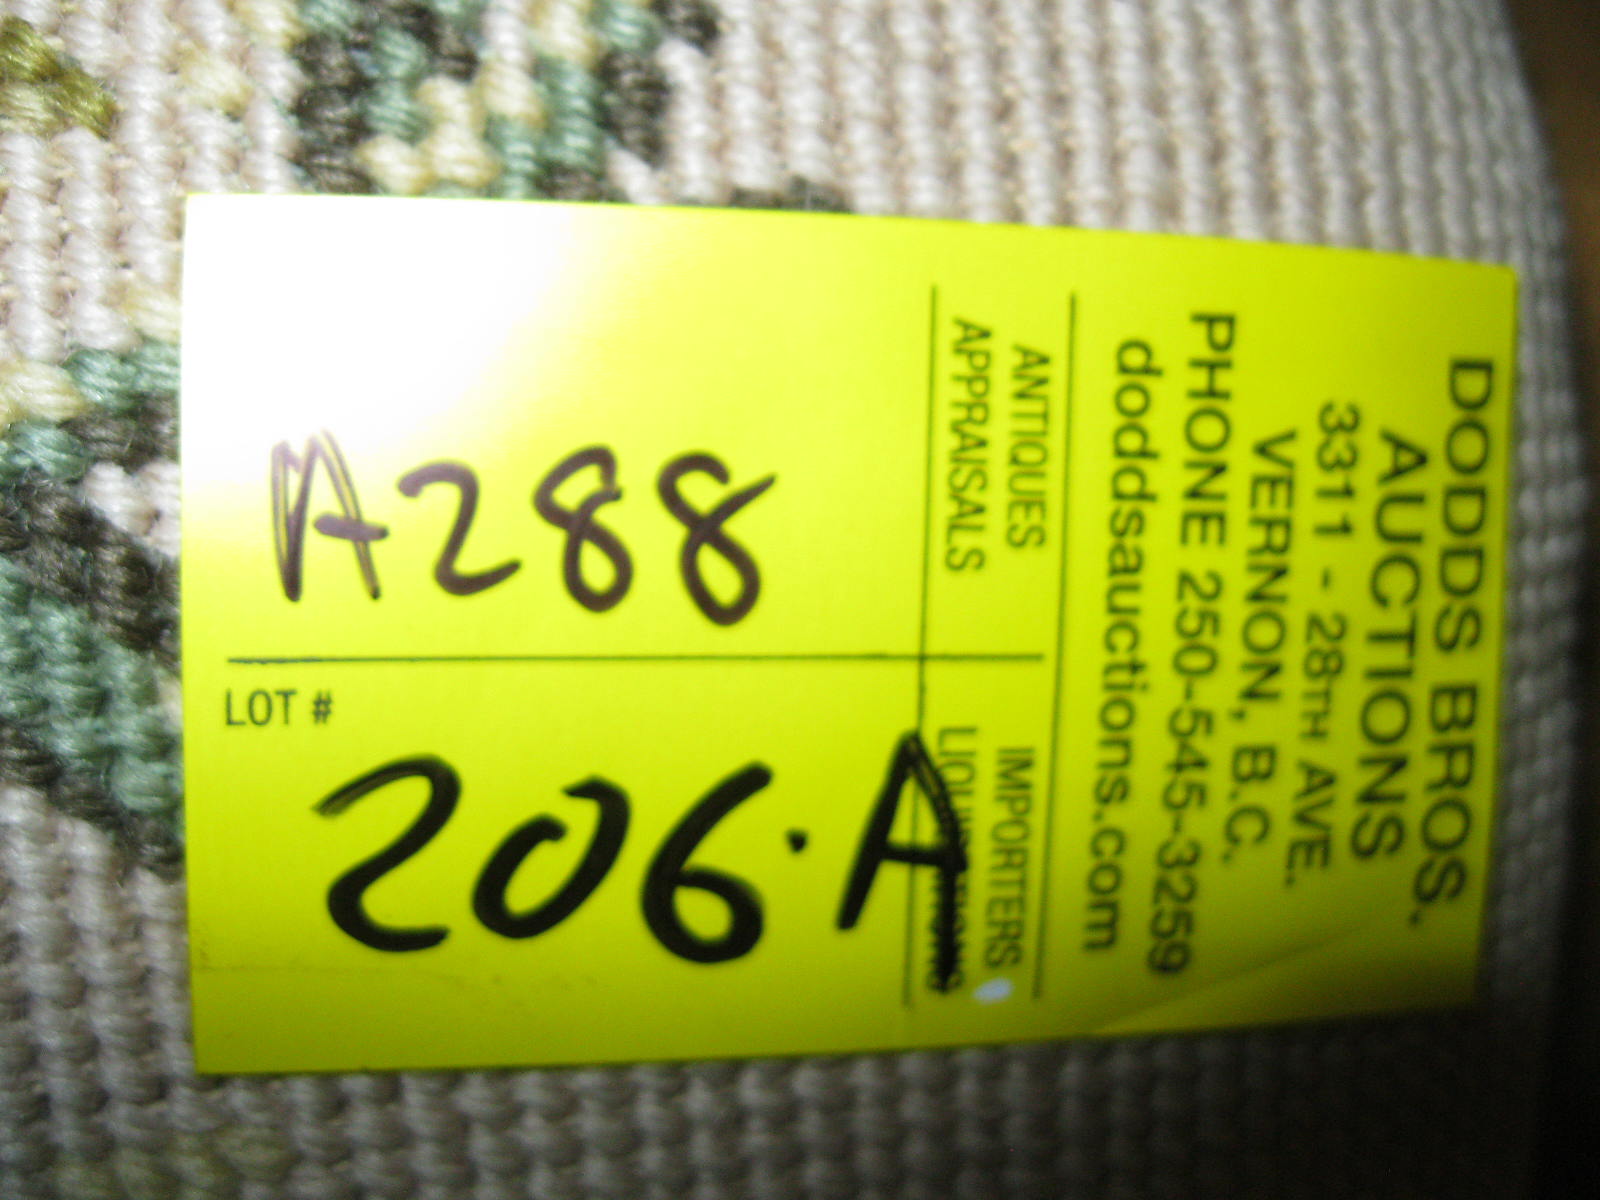 DODDS BROS.
AUCTIONS
3311 - 28TH AVE.
VERNON, B.C.
PHONE 250-545-3259
doddsauctions.com
ANTIQUES
APPRAISALS
IMPORTERS
LIQUIDATIONS
A288
LOT #
206.A